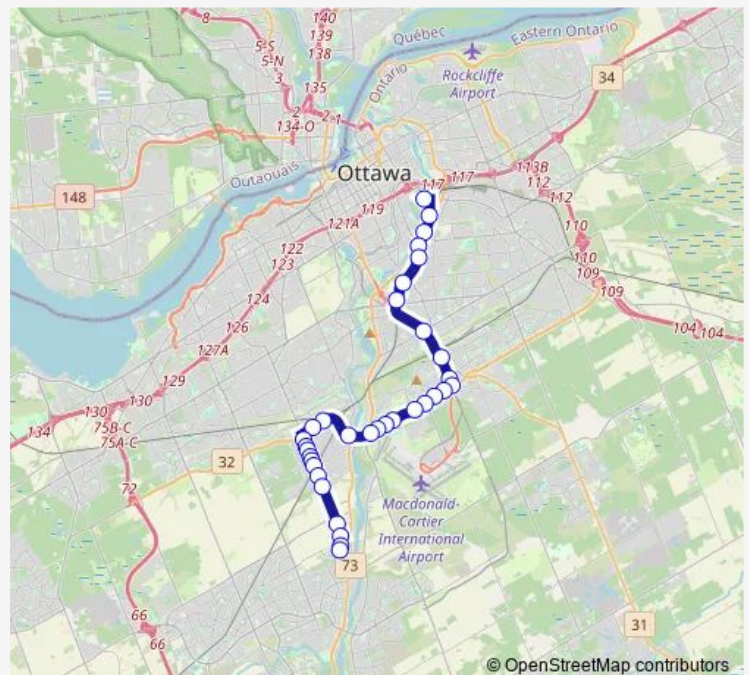 8
140
139
138
5-S
5-N
3
135
2
2
1
134-O
Québec
Ontario
Eastern Ontario
Rockcliffe
Airport
34
Outaouais
Ottawa
148
117
117
113B
112
112
119
121A
110
122
123
110
109
109
124
126
104
104
127A
129
130
130
134
75B-C
75A-C
32
72
Macdonald-
Cartier
International
Airport
73
66
66
31
© OpenStreetMap contributors